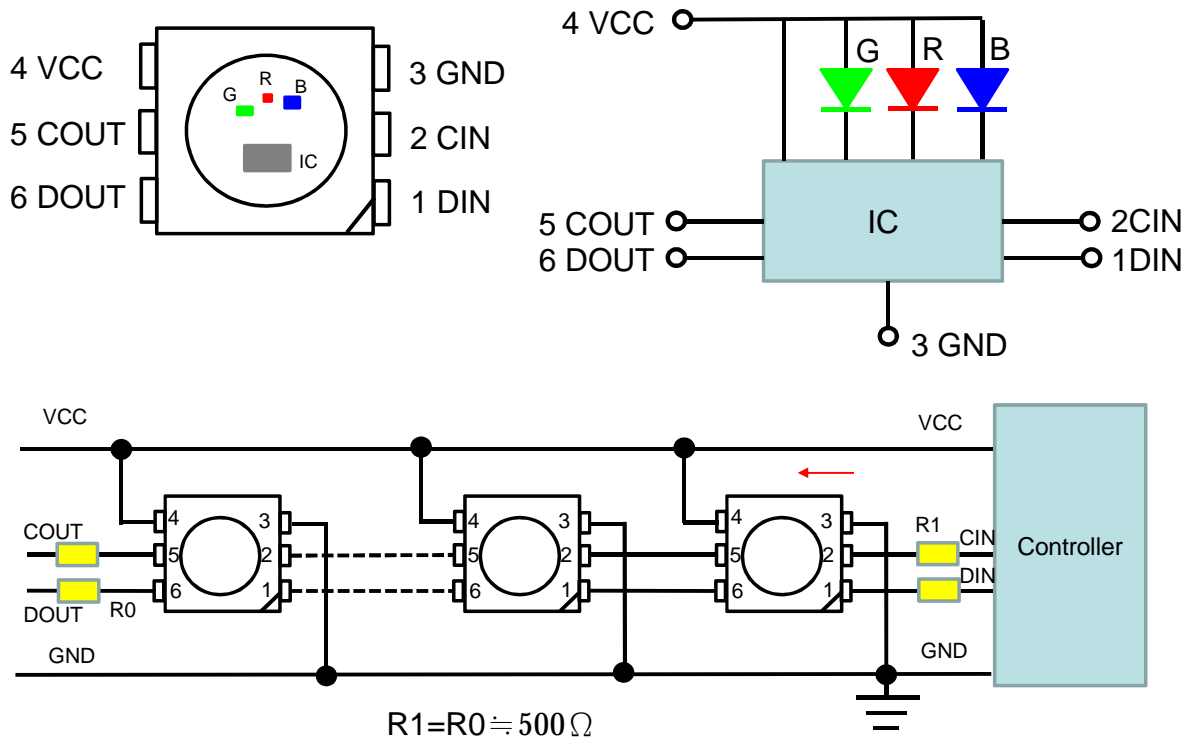 4 VCC
5 COUT
6 DOUT
G
R
B
IC
3 GND
2 CIN
1 DIN
4 VCC
G
R
B
5 COUT
6 DOUT
IC
2CIN
1DIN
3 GND
VCC
VCC
4
3
4
3
4
3
R1
COUT
5
2
5
2
5
2
CIN
Controller
DIN
6
1
6
1
6
1
DOUT
R0
GND
GND
R1=R0≒500Ω